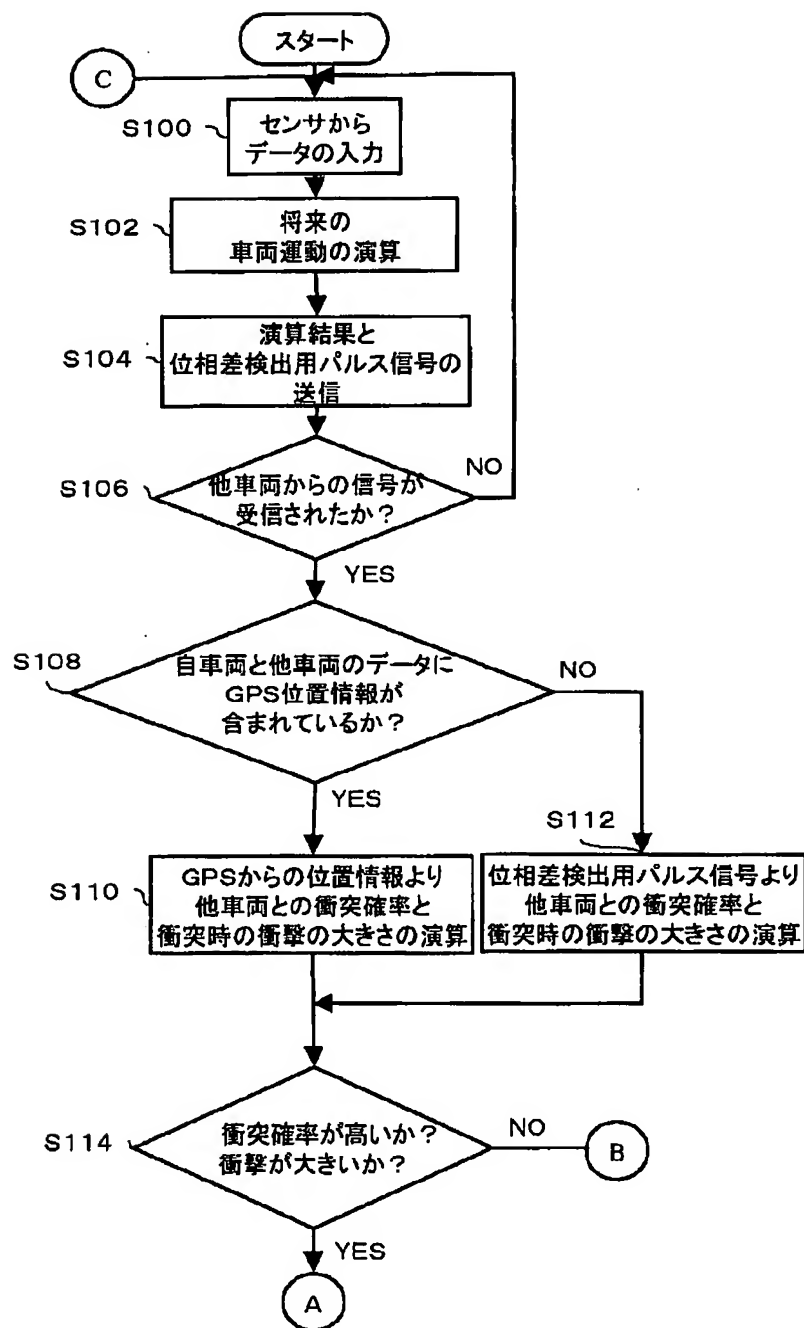 スタート
C
S100
センサから
データの入力
S102
将来の
車両運動の演算
S104
演算結果と
位相差検出用パルス信号の
送信
S106
他車両からの信号が
受信されたか？
NO
YES
S108
自車両と他車両のデータに
GPS位置情報が
含まれているか？
NO
YES
S110
GPSからの位置情報より
他車両との衝突確率と
衝突時の衝撃の大きさの演算
S112
位相差検出用パルス信号より
他車両との衝突確率と
衝突時の衝撃の大きさの演算
S114
衝突確率が高いか？
衝撃が大きいか？
NO
B
YES
A